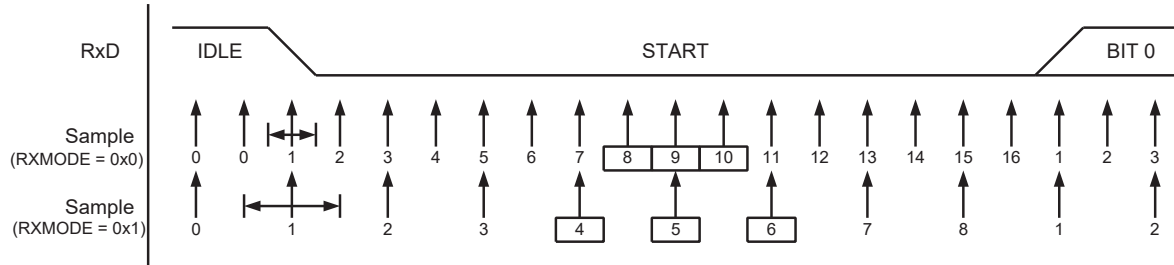 RxD IDLE START BIT 0
Sample
(RXMODE = 0x0)
0 0 1 2 3 4 5 6 7 8 9 10 11 12 13 14 15 16 1 2 3
Sample
(RXMODE = 0x1)
0 1 2 3 4 5 6 7 8 1 2